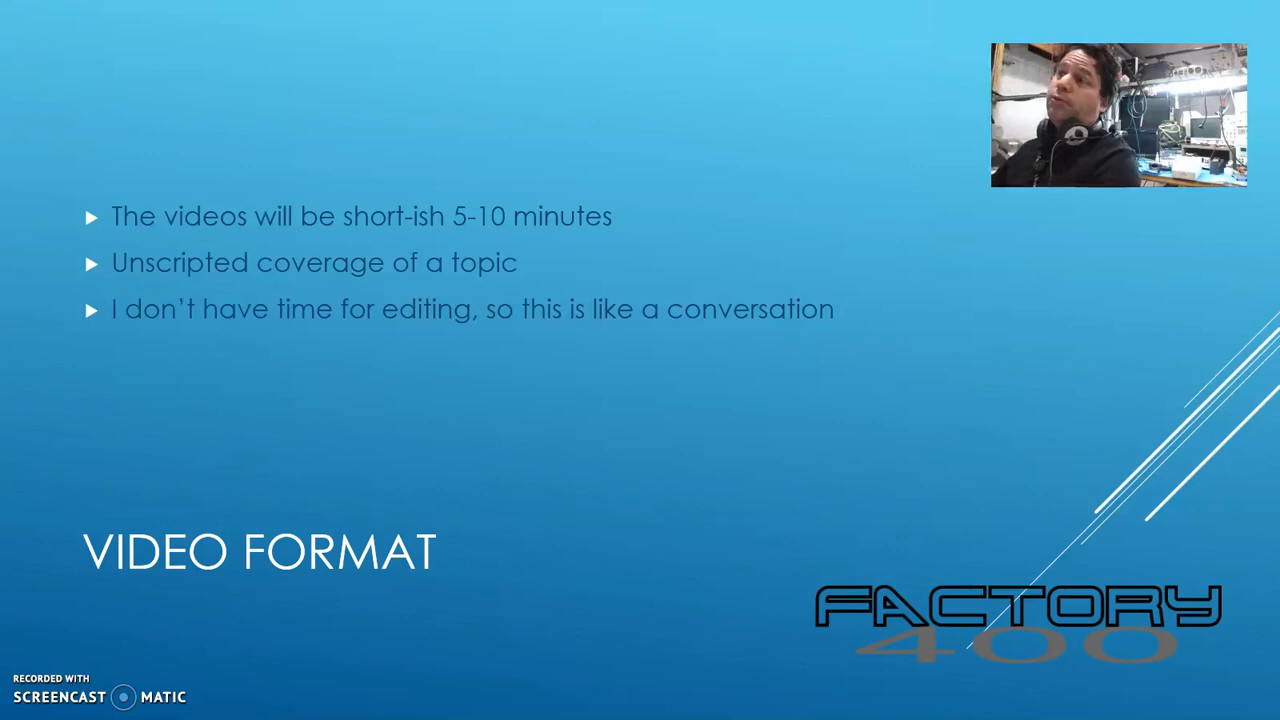 The videos will be short-ish 5-10 minutes
Unscripted coverage of a topic
I don’t have time for editing, so this is like a conversation
VIDEO FORMAT
FACTORY
400
RECORDED WITH
SCREENCAST MATIC